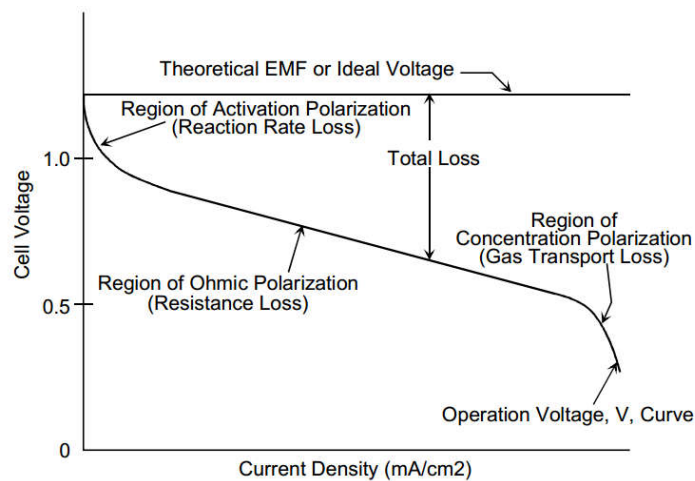 Theoretical EMF or Ideal Voltage
Region of Activation Polarization
(Reaction Rate Loss)
1.0
Total Loss
Region of
Concentration Polarization
(Gas Transport Loss)
Cell Voltage
Region of Ohmic Polarization
(Resistance Loss)
0.5
Operation Voltage, V, Curve
0
Current Density (mA/cm2)